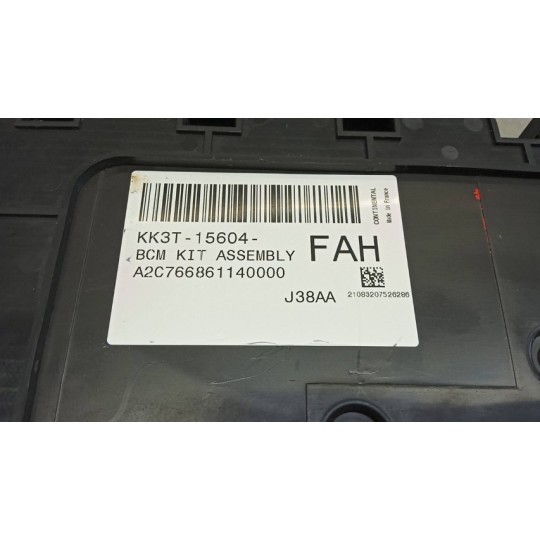 CONTINENTAL
Made in France
KK3T-15604-
FAH
BCM KIT ASSEMBLY
A2C766861140000
J38AA
21083207526286